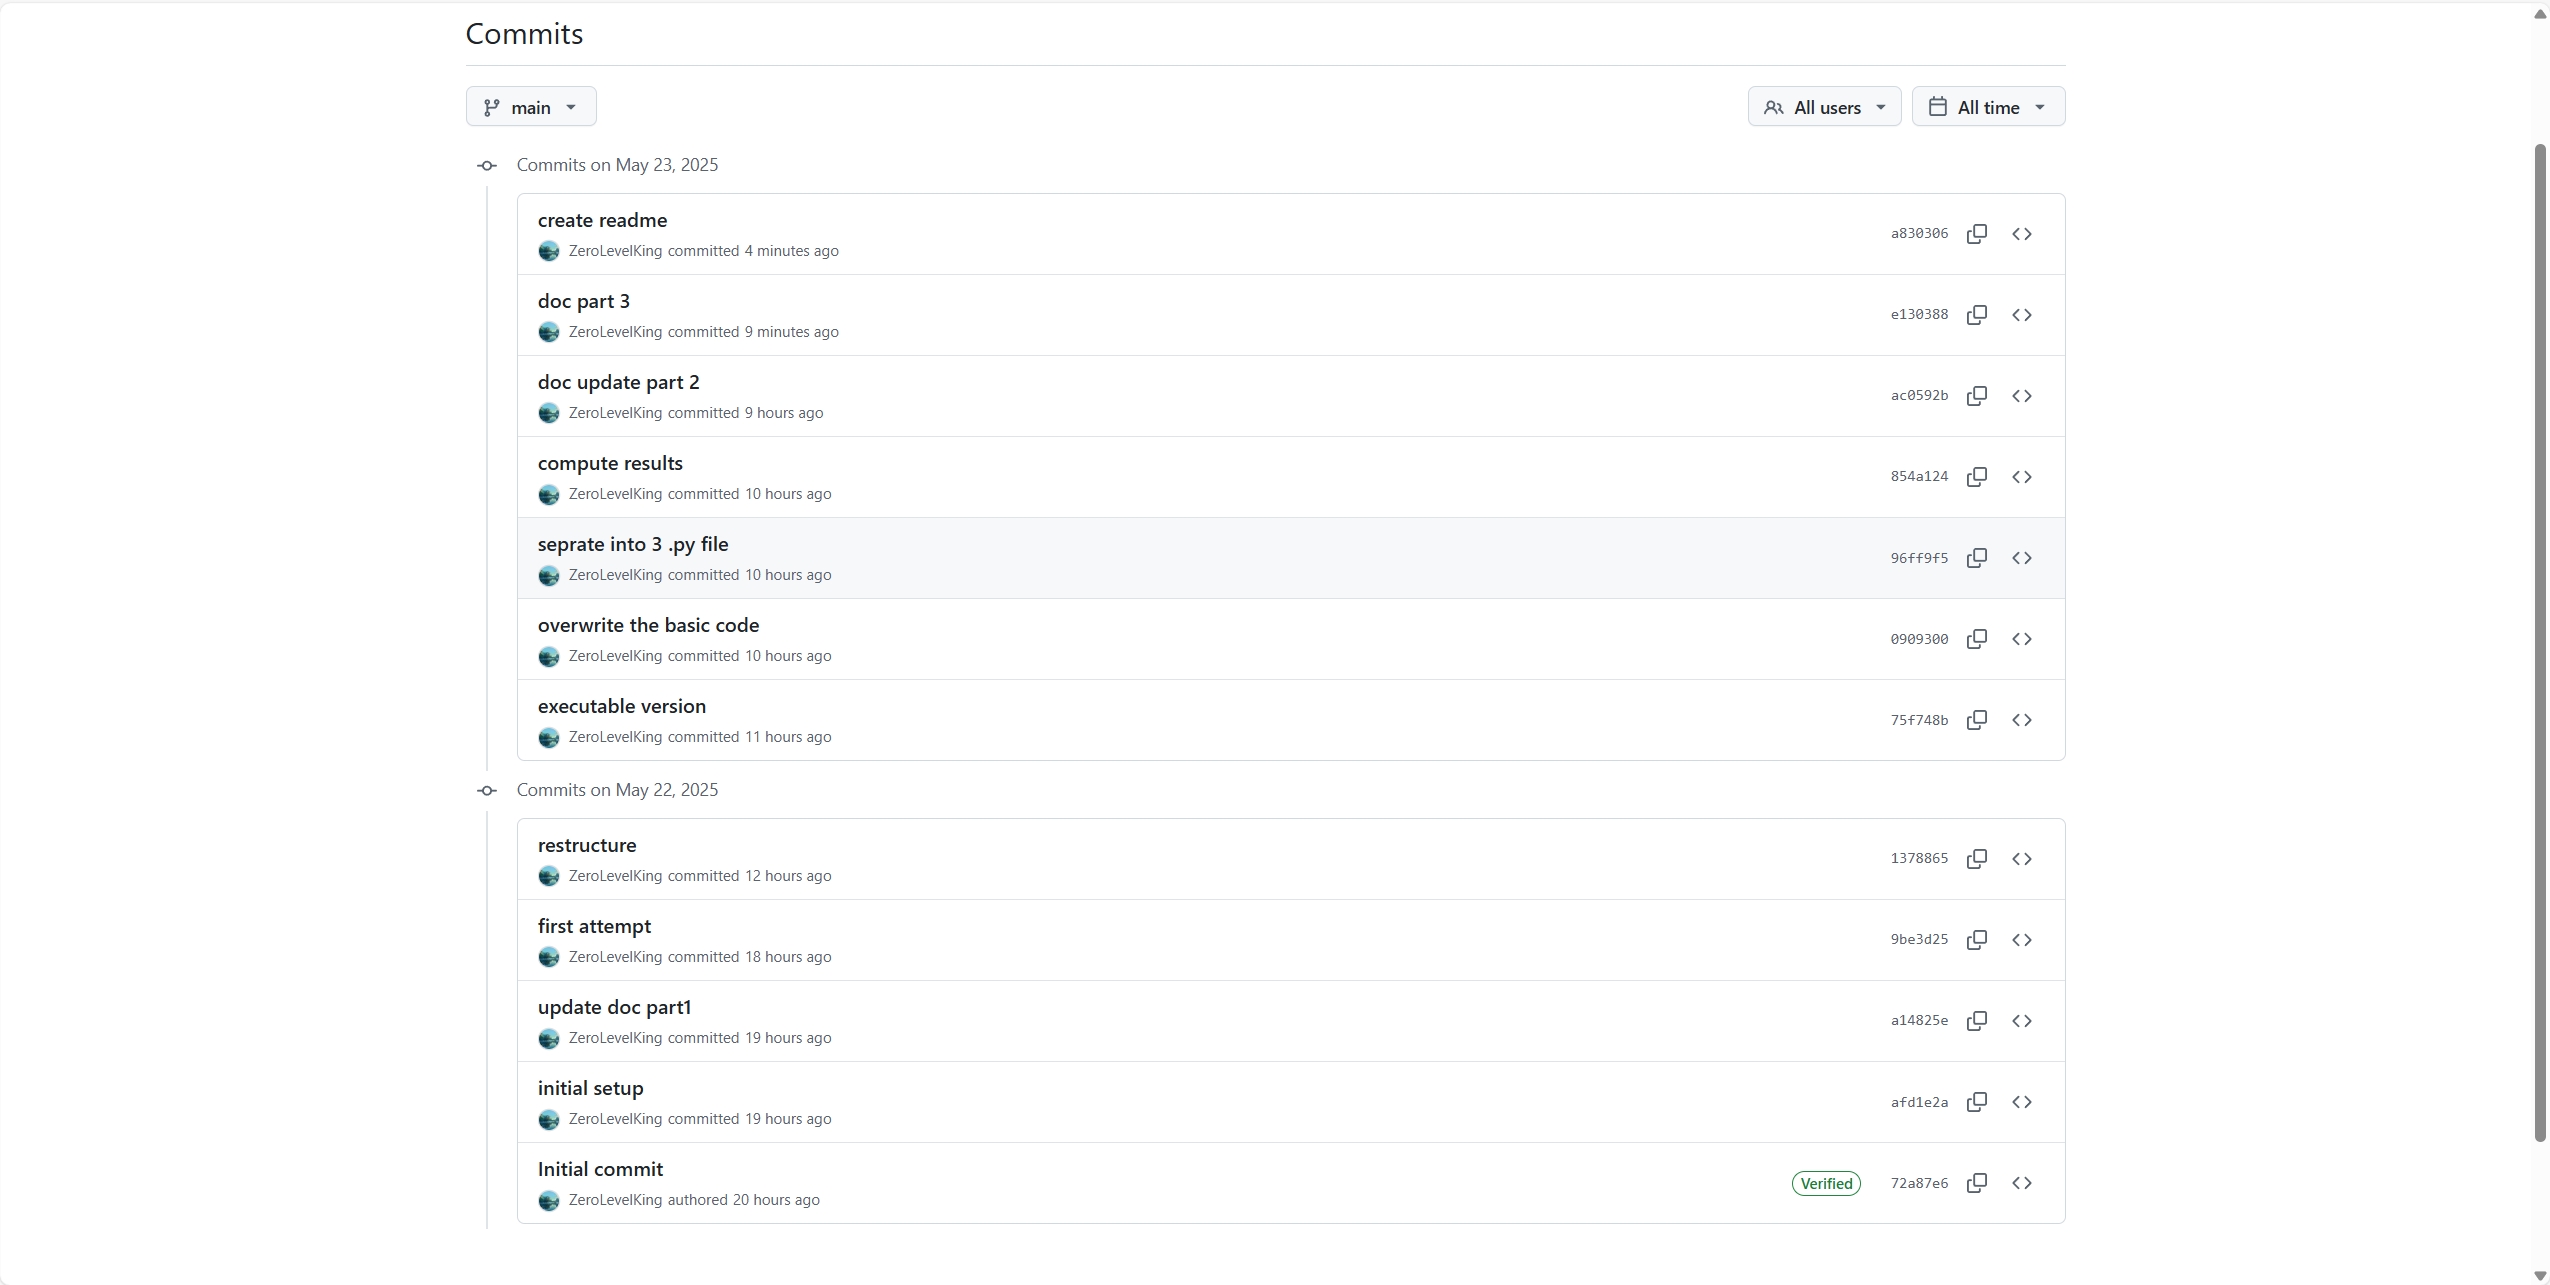 Commits
main
All users
All time
Commits on May 23, 2025
create readme
ZeroLevelKing committed 4 minutes ago
a830306
doc part 3
ZeroLevelKing committed 9 minutes ago
e130388
doc update part 2
ZeroLevelKing committed 9 hours ago
ac0592b
compute results
ZeroLevelKing committed 10 hours ago
854a124
seprate into 3 .py file
ZeroLevelKing committed 10 hours ago
96ff9f5
overwrite the basic code
ZeroLevelKing committed 10 hours ago
0909300
executable version
ZeroLevelKing committed 11 hours ago
75f748b
Commits on May 22, 2025
restructure
ZeroLevelKing committed 12 hours ago
1378865
first attempt
ZeroLevelKing committed 18 hours ago
9be3d25
update doc part1
ZeroLevelKing committed 19 hours ago
a14825e
initial setup
ZeroLevelKing committed 19 hours ago
afd1e2a
Initial commit
ZeroLevelKing authored 20 hours ago
Verified
72a87e6